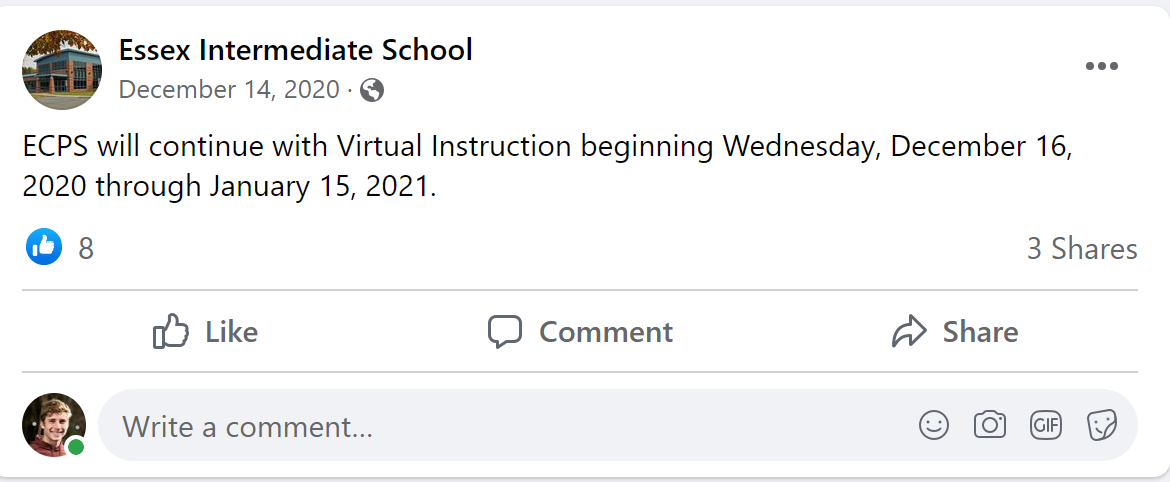 Essex Intermediate School
December 14, 2020 ·
ECPS will continue with Virtual Instruction beginning Wednesday, December 16,
2020 through January 15, 2021.
8
3 Shares
Like
Comment
Share
Write a comment...
GIF